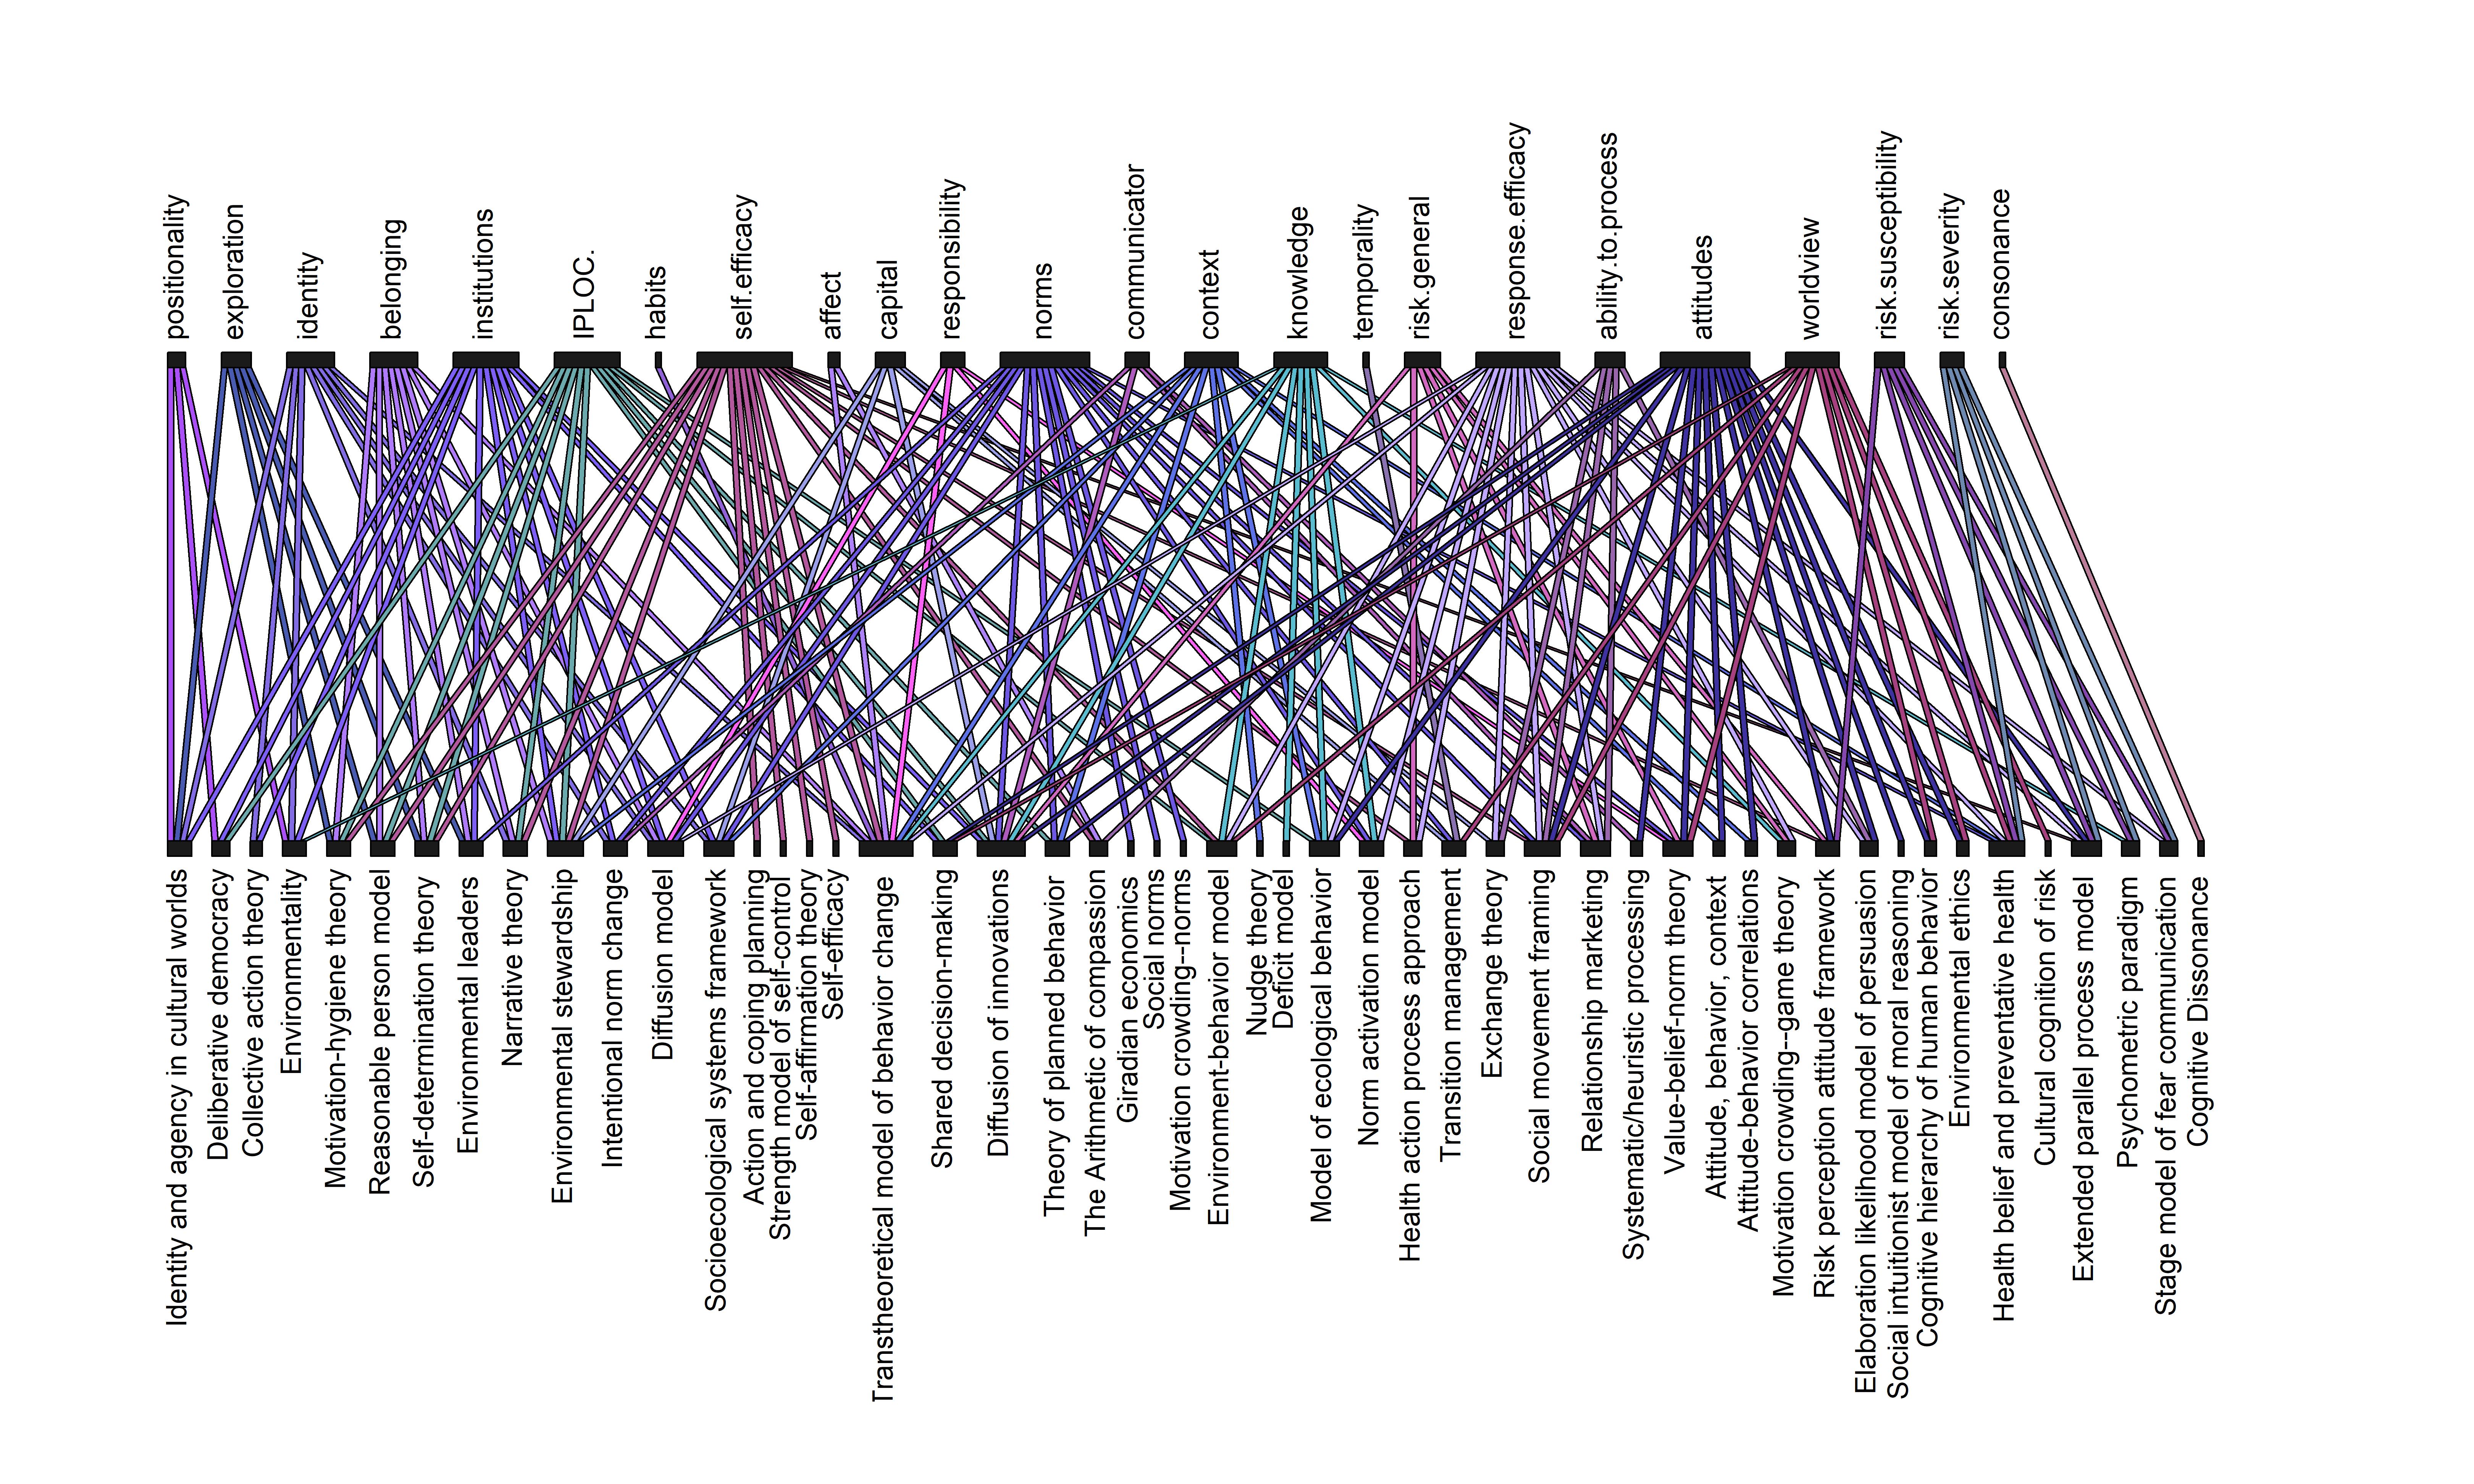 positionality
exploration
identity
belonging
institutions
IPLOC.
habits
self.efficacy
affect
capital
responsibility
norms
communicator
context
knowledge
temporality
risk.general
response.efficacy
ability.to.process
attitudes
worldview
risk.susceptibility
risk.severity
consonance
Identity and agency in cultural worlds
Deliberative democracy
Collective action theory
Environmentality
Motivation-hygiene theory
Reasonable person model
Self-determination theory
Environmental leaders
Narrative theory
Environmental stewardship
Intentional norm change
Diffusion model
Socioecological systems framework
Action and coping planning
Strength model of self-control
Self-affirmation theory
Self-efficacy
Transtheoretical model of behavior change
Shared decision-making
Diffusion of innovations
Theory of planned behavior
The Arithmetic of compassion
Giradian economics
Social norms
Motivation crowding--norms
Environment-behavior model
Nudge theory
Deficit model
Model of ecological behavior
Norm activation model
Health action process approach
Transition management
Exchange theory
Social movement framing
Relationship marketing
Systematic/heuristic processing
Value-belief-norm theory
Attitude, behavior, context
Attitude-behavior correlations
Motivation crowding--game theory
Risk perception attitude framework
Elaboration likelihood model of persuasion
Social intuitionist model of moral reasoning
Cognitive hierarchy of human behavior
Environmental ethics
Health belief and preventative health
Cultural cognition of risk
Extended parallel process model
Psychometric paradigm
Stage model of fear communication
Cognitive Dissonance